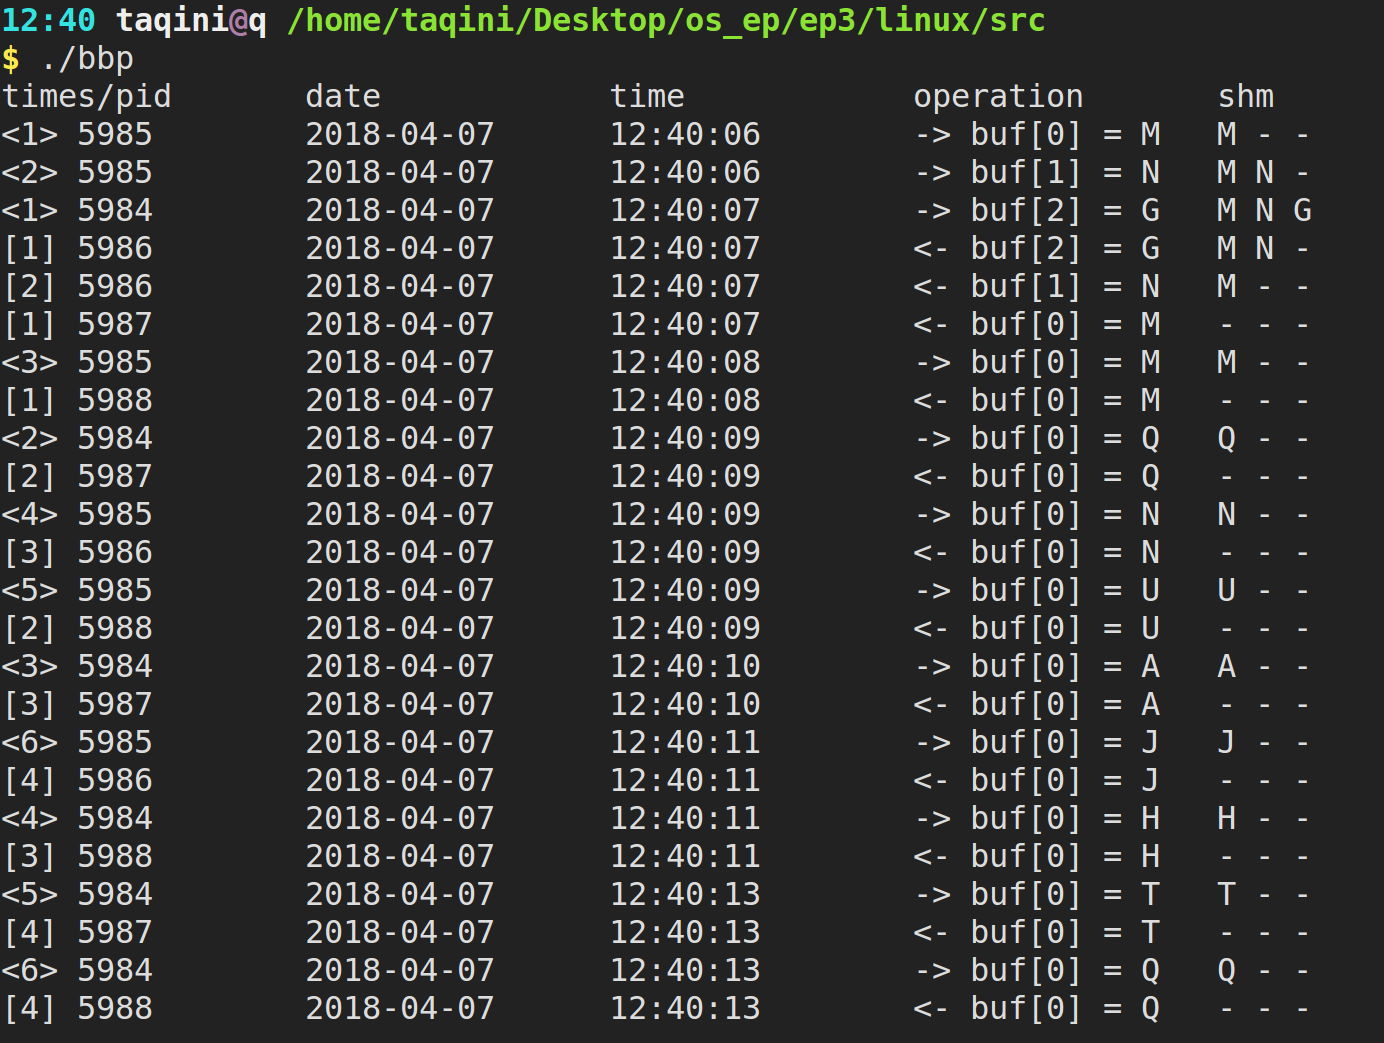 12:40 taqini@q /home/taqini/Desktop/os_ep/ep3/linux/src
$ ./bbp
times/pid       date            time            operation       shm
<1> 5985        2018-04-07      12:40:06        -> buf[0] = M   M - -
<2> 5985        2018-04-07      12:40:06        -> buf[1] = N   M N -
<1> 5984        2018-04-07      12:40:07        -> buf[2] = G   M N G
[1] 5986        2018-04-07      12:40:07        <- buf[2] = G   M N -
[2] 5986        2018-04-07      12:40:07        <- buf[1] = N   M - -
[1] 5987        2018-04-07      12:40:07        <- buf[0] = M   - - -
<3> 5985        2018-04-07      12:40:08        -> buf[0] = M   M - -
[1] 5988        2018-04-07      12:40:08        <- buf[0] = M   - - -
<2> 5984        2018-04-07      12:40:09        -> buf[0] = Q   Q - -
[2] 5987        2018-04-07      12:40:09        <- buf[0] = Q   - - -
<4> 5985        2018-04-07      12:40:09        -> buf[0] = N   N - -
[3] 5986        2018-04-07      12:40:09        <- buf[0] = N   - - -
<5> 5985        2018-04-07      12:40:09        -> buf[0] = U   U - -
[2] 5988        2018-04-07      12:40:09        <- buf[0] = U   - - -
<3> 5984        2018-04-07      12:40:10        -> buf[0] = A   A - -
[3] 5987        2018-04-07      12:40:10        <- buf[0] = A   - - -
<6> 5985        2018-04-07      12:40:11        -> buf[0] = J   J - -
[4] 5986        2018-04-07      12:40:11        <- buf[0] = J   - - -
<4> 5984        2018-04-07      12:40:11        -> buf[0] = H   H - -
[3] 5988        2018-04-07      12:40:11        <- buf[0] = H   - - -
<5> 5984        2018-04-07      12:40:13        -> buf[0] = T   T - -
[4] 5987        2018-04-07      12:40:13        <- buf[0] = T   - - -
<6> 5984        2018-04-07      12:40:13        -> buf[0] = Q   Q - -
[4] 5988        2018-04-07      12:40:13        <- buf[0] = Q   - - -